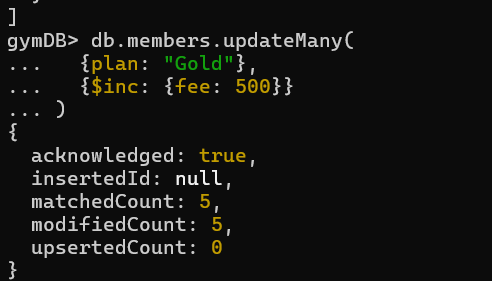 ]
gymDB> db.members.updateMany(
...   {plan: "Gold"},
...   {$inc: {fee: 500}}
... )
{
  acknowledged: true,
  insertedId: null,
  matchedCount: 5,
  modifiedCount: 5,
  upsertedCount: 0
}